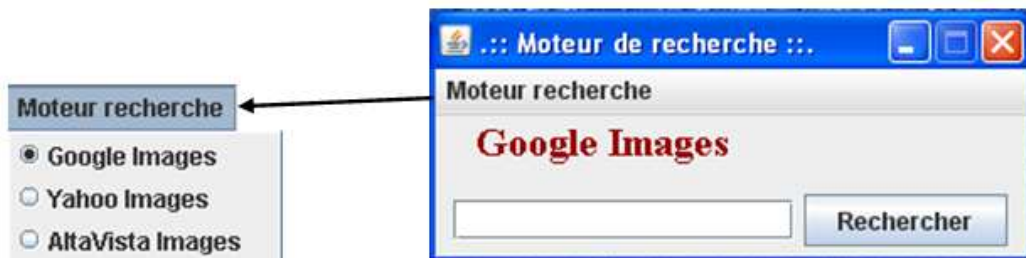 Moteur recherche
Google Images
Yahoo Images
AltaVista Images
.:: Moteur de recherche ::.
Moteur recherche
Google Images
Rechercher